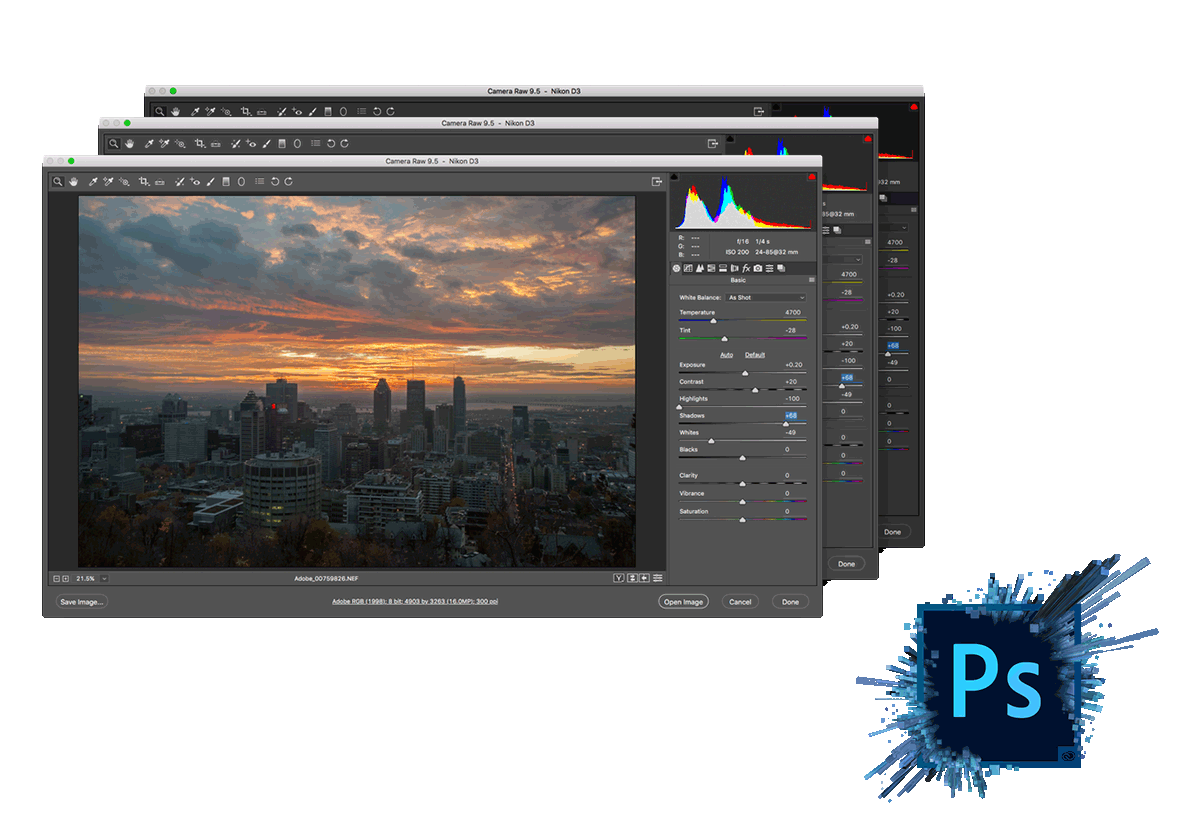 Camera Raw 9.5 - Nikon D3
Camera Raw 9.5 - Nikon D3
Camera Raw 9.5 - Nikon D3
R: ---
G: ---
B: ---
f/16 1/4 s
ISO 200 24-85@32 mm
Basic
White Balance: As Shot
Temperature 4700
Tint -28
Auto Default
Exposure +0.20
Contrast +20
Highlights -100
Shadows +68
Whites -49
Blacks 0
Clarity 0
Vibrance 0
Saturation 0
21.5%
Adobe_00759826.NEF
Y
Save Image...
Adobe RGB (1998); 8 bit; 4903 by 3263 (16.0MP); 300 ppi
Open Image
Cancel
Done
s
85@32 mm
4700
-28
+0.20
+20
-100
+68
-49
0
0
0
0
Done
@32 mm
4700
-28
+0.20
+20
-100
+68
-49
0
0
0
0
Done
Ps